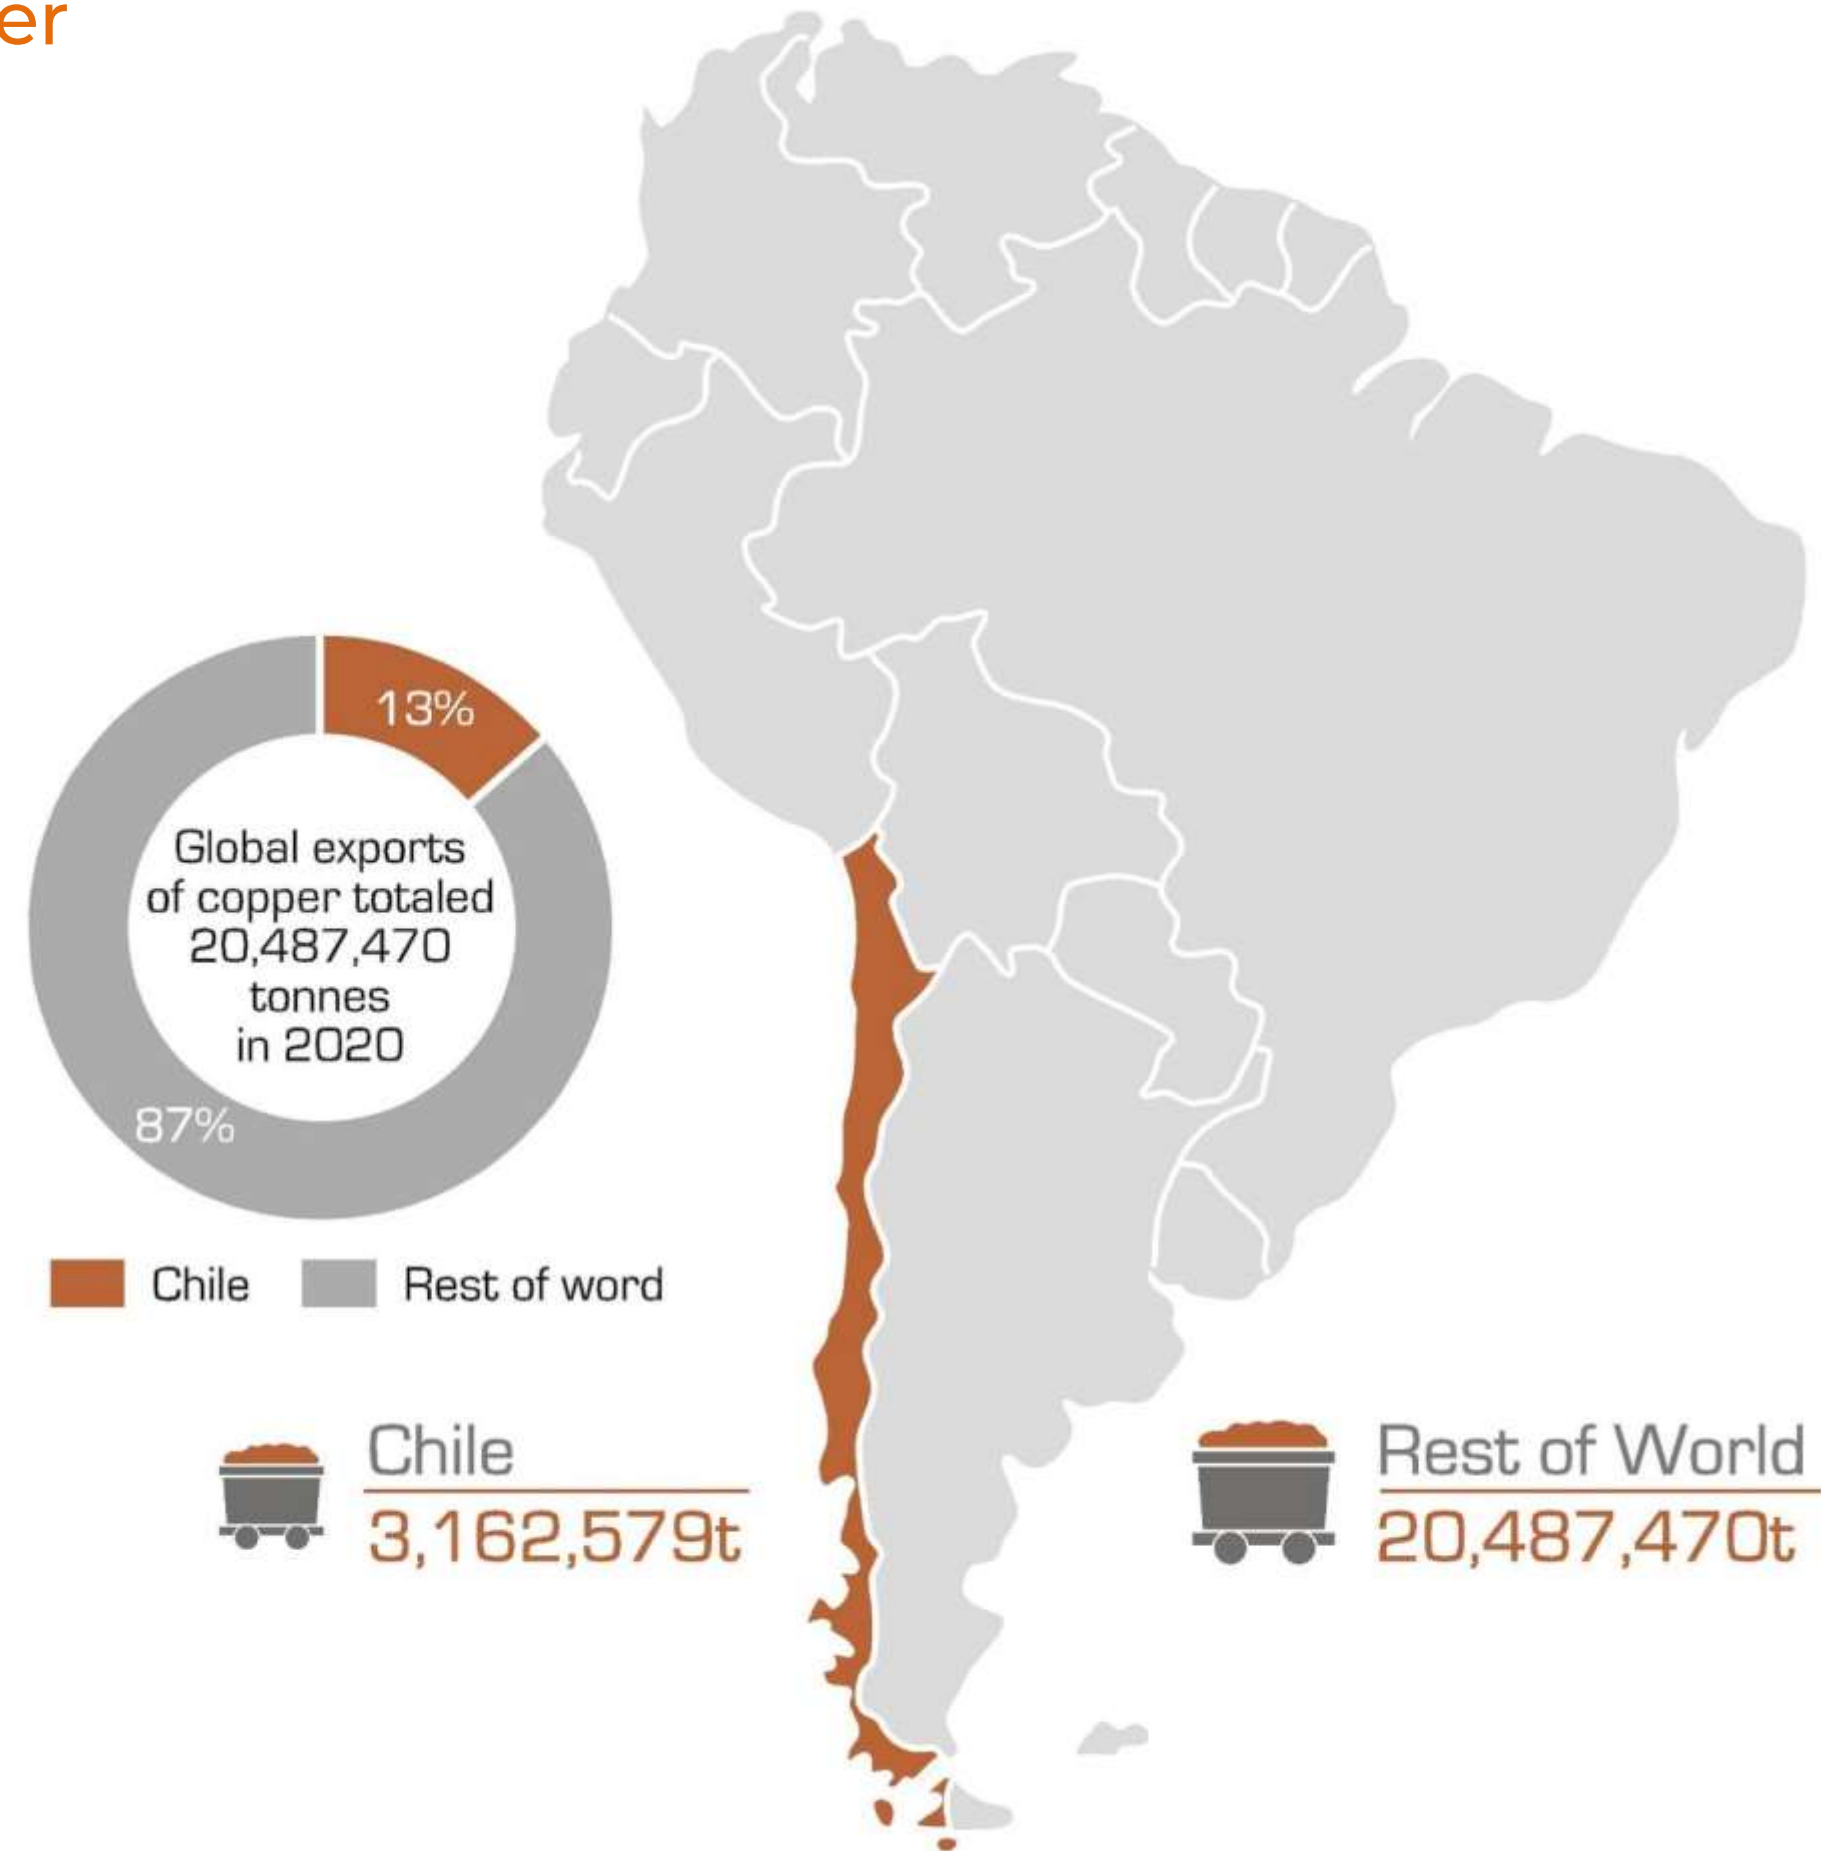 er
13%
Global exports
of copper totaled
20,487,470
tonnes
in 2020
87%
Chile
Rest of word
Chile
3,162,579t
Rest of World
20,487,470t